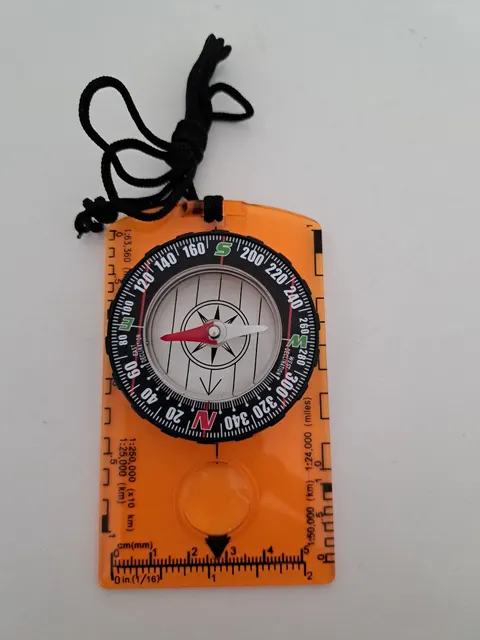 1:63,360
S
160 200
140 220
120 240
100 260
E W
80 280
60 300
40 320
20 340
N
1:250,000 (x10 km)
1:25,000 (km)
1:24,000 (miles)
1:50,000 (km)
cm(mm) 1 2 3 4 5
0 in.(1/16) 1 2